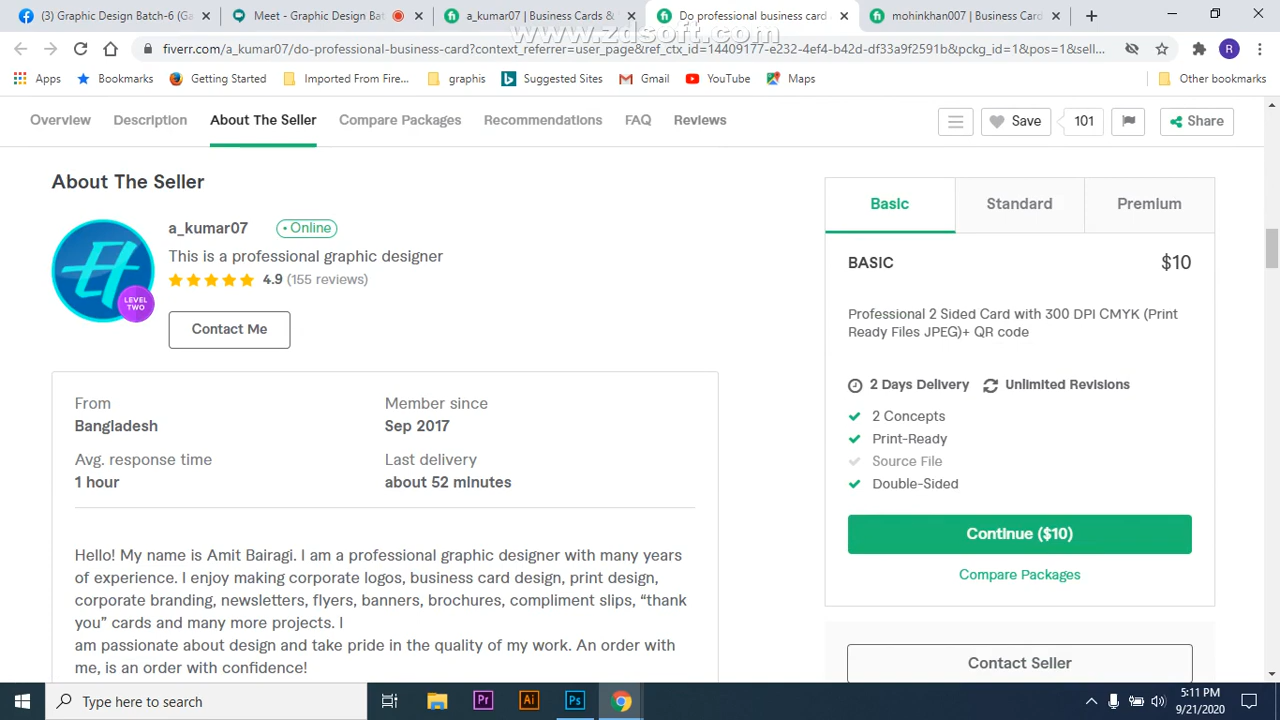 (3) Graphic Design Batch-6 (Ga
Meet - Graphic Design Bat
a_kumar07 | Business Cards &
Do professional business card
mohinkhan007 | Business Card
www.zdsoft.com
fiverr.com/a_kumar07/do-professional-business-card?context_referrer=user_page&ref_ctx_id=14409177-e232-4ef4-b42d-df33a9f2591b&pckg_id=1&pos=1&sell...
R
Apps
Bookmarks
Getting Started
Imported From Fire...
graphis
Suggested Sites
Gmail
YouTube
Maps
Other bookmarks
Overview
Description
About The Seller
Compare Packages
Recommendations
FAQ
Reviews
Save
101
Share
About The Seller
a_kumar07
• Online
This is a professional graphic designer
4.9 (155 reviews)
LEVEL
TWO
Contact Me
From
Bangladesh
Member since
Sep 2017
Avg. response time
1 hour
Last delivery
about 52 minutes
Hello! My name is Amit Bairagi. I am a professional graphic designer with many years
of experience. I enjoy making corporate logos, business card design, print design,
corporate branding, newsletters, flyers, banners, brochures, compliment slips, “thank
you” cards and many more projects. I
am passionate about design and take pride in the quality of my work. An order with
me, is an order with confidence!
Basic
Standard
Premium
BASIC
$10
Professional 2 Sided Card with 300 DPI CMYK (Print
Ready Files JPEG)+ QR code
2 Days Delivery
Unlimited Revisions
2 Concepts
Print-Ready
Source File
Double-Sided
Continue ($10)
Compare Packages
Contact Seller
Type here to search
Pr
Ai
Ps
5:11 PM
9/21/2020